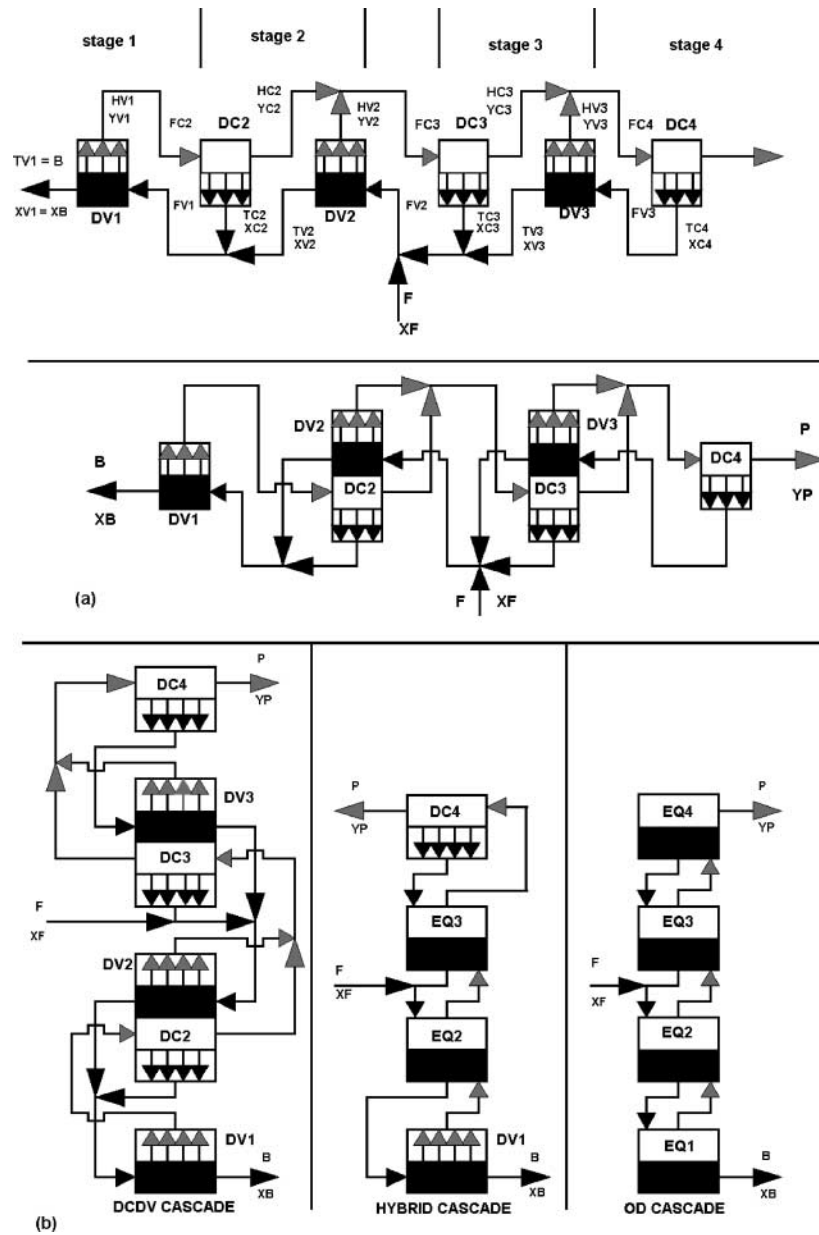 stage 1
stage 2
stage 3
stage 4
HV1
YV1
FC2
DC2
HC2
YC2
HV2
YV2
FC3
DC3
HC3
YC3
HV3
YV3
FC4
DC4
TV1 = B
XV1 = XB
DV1
FV1
TC2
XC2
TV2
XV2
DV2
FV2
TC3
XC3
TV3
XV3
DV3
FV3
TC4
XC4
F
XF
B
XB
DV1
DV2
DC2
DV3
DC3
DC4
P
YP
F
XF
(a)
DC4
P
YP
DV3
DC3
F
XF
DV2
DC2
DV1
B
XB
DCDV CASCADE
P
YP
DC4
EQ3
F
XF
EQ2
DV1
B
XB
HYBRID CASCADE
EQ4
P
YP
EQ3
F
XF
EQ2
EQ1
B
XB
OD CASCADE
(b)